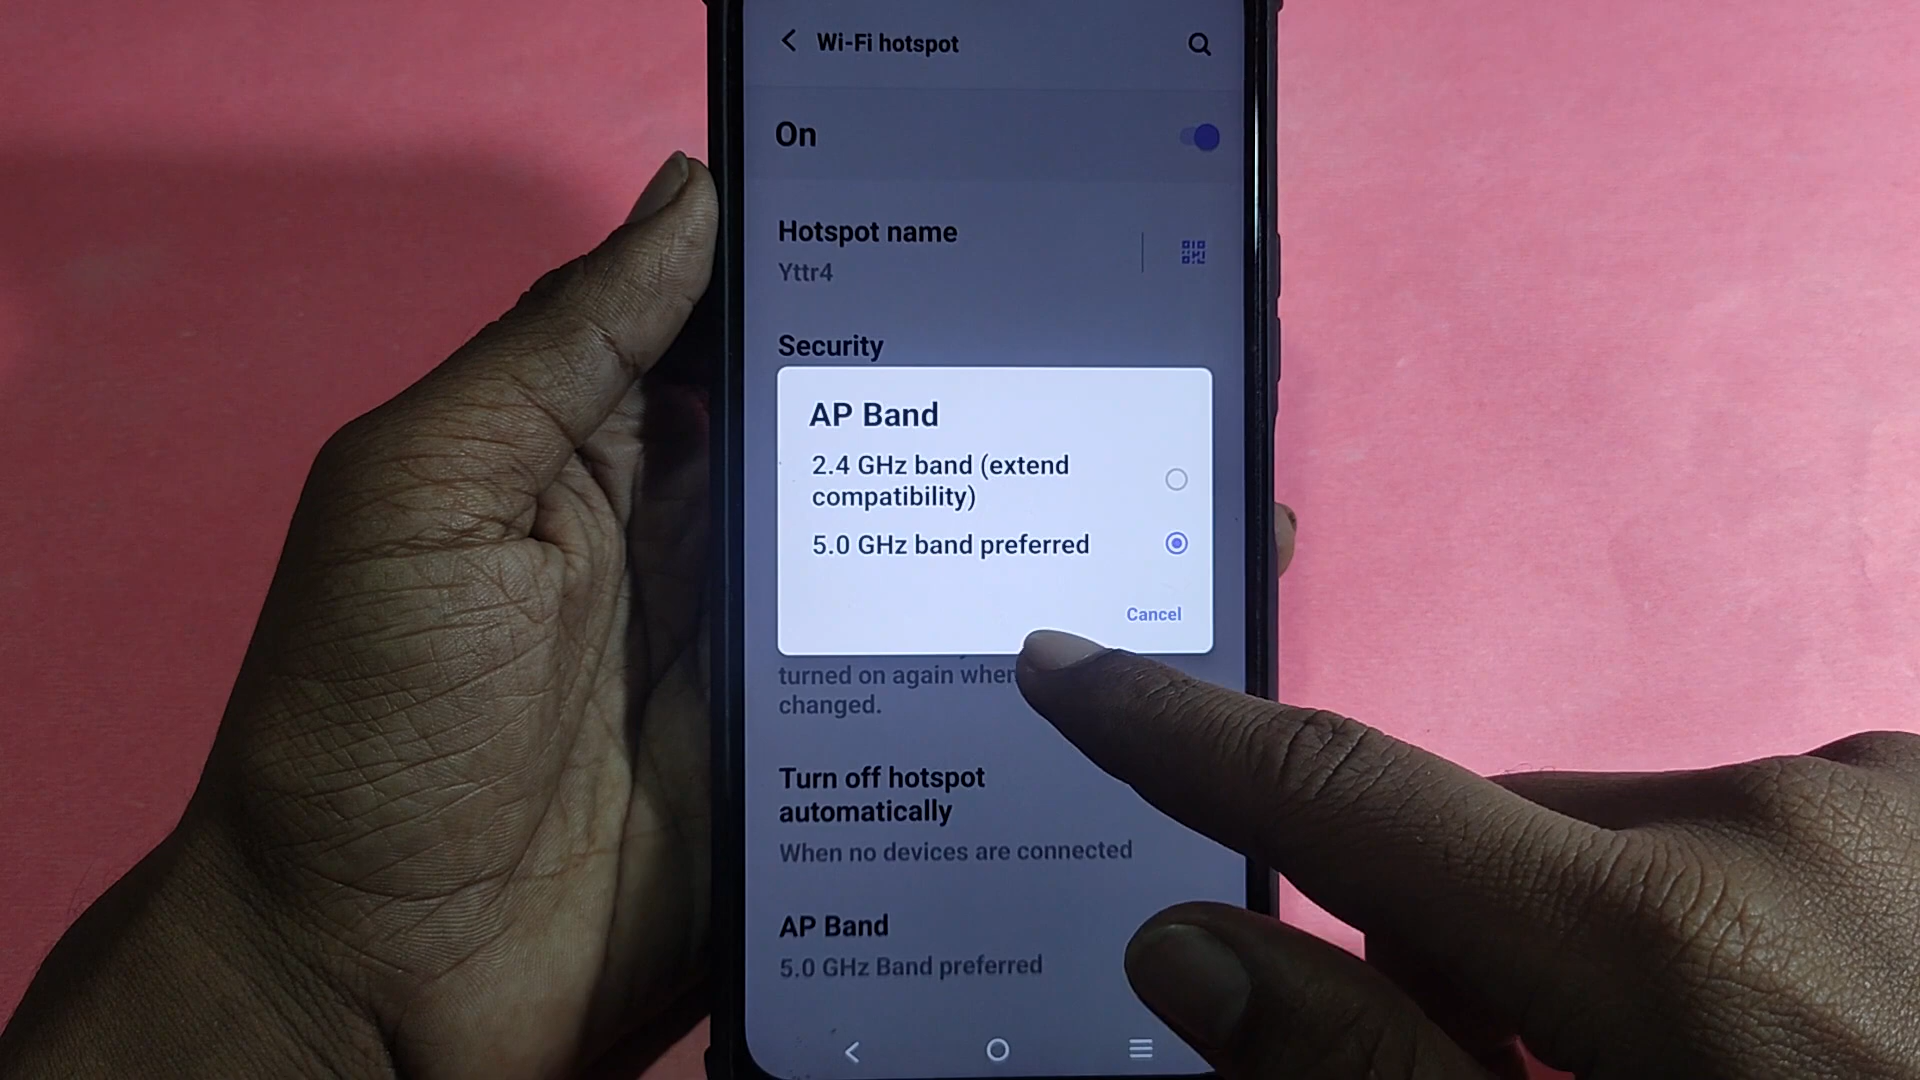 Wi-Fi hotspot
On
Hotspot name
Yttr4
Security
AP Band
2.4 GHz band (extend
compatibility)
5.0 GHz band preferred
Cancel
turned on again when
changed.
Turn off hotspot
automatically
When no devices are connected
AP Band
5.0 GHz Band preferred